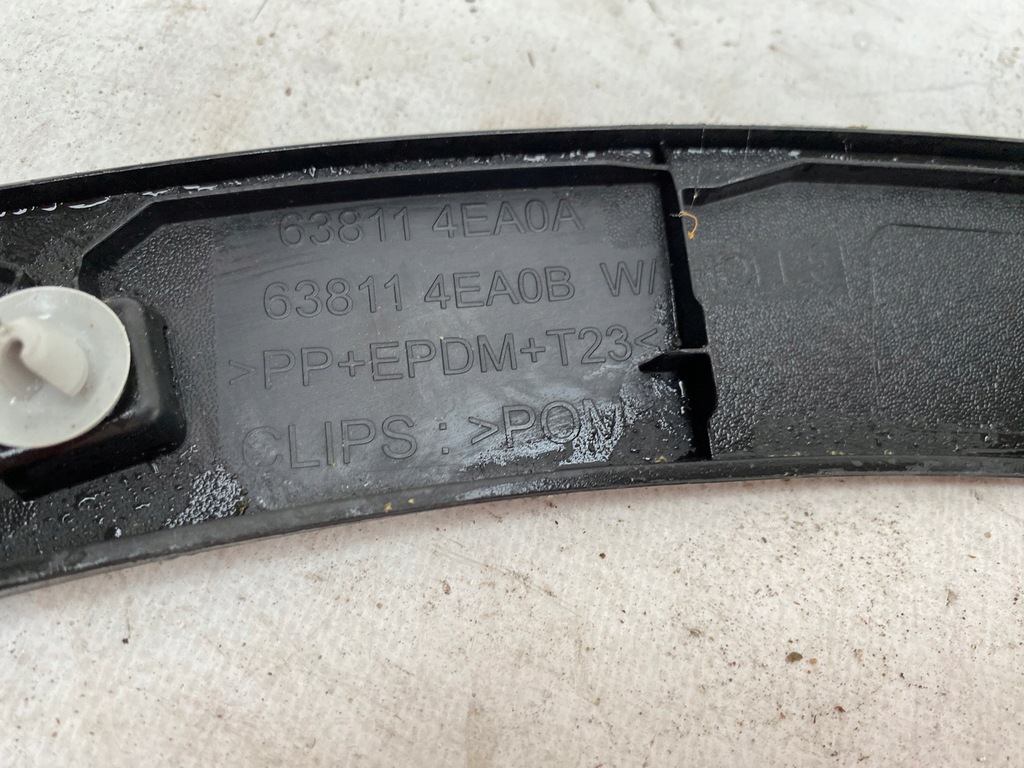 63811 4EA0A
63811 4EA0B W/
>PP+EPDM+T23<
CLIPS : >POM